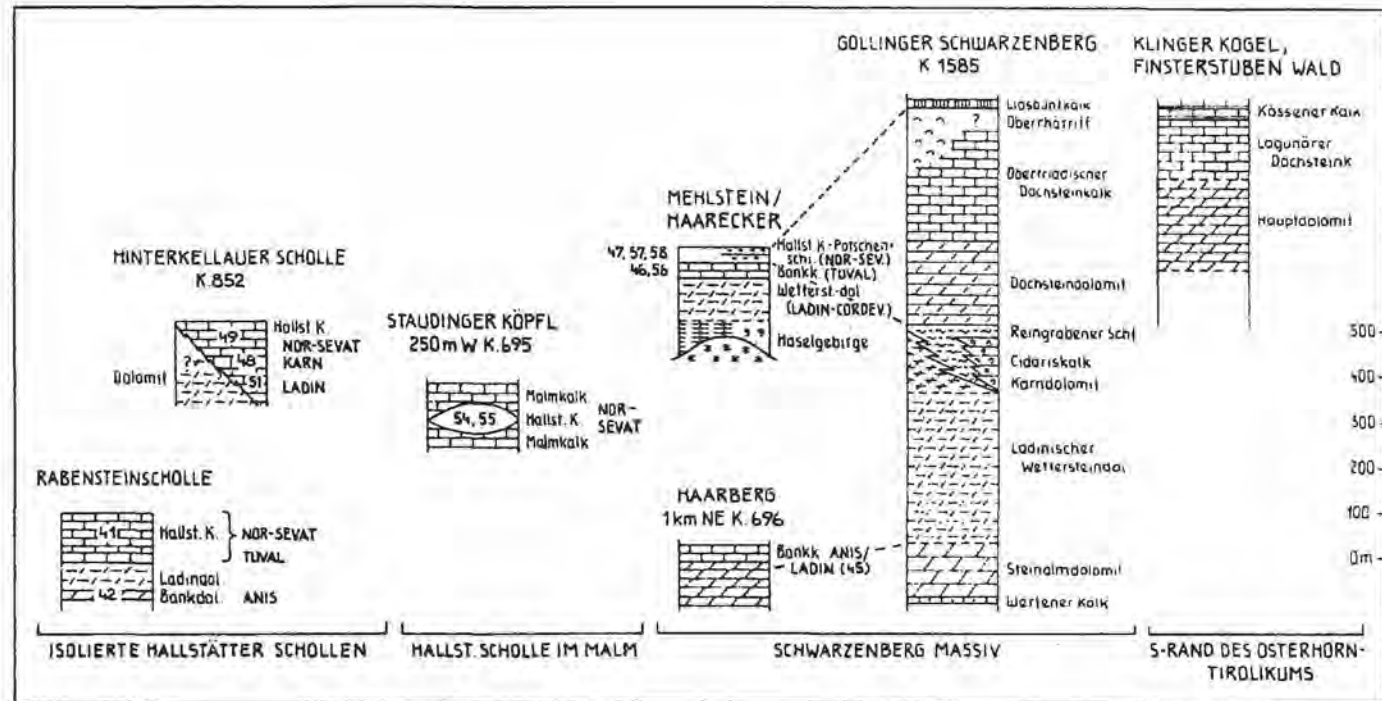 GOLLINGER SCHWARZENBERG
K 1585
Liasbuntkalk
?
Oberrhätriff
Obertriadischer
Dachsteinkalk
Dachsteindolomit
Reingrabener Schf
Cidariskalk
Karndolomit
Ladinischer
Wettersteindol
Steinalmdolomit
Werfener Kalk
KLINGER KOGEL,
FINSTERSTUBEN WALD
Kössener Kalk
Lagunärer
Dachsteink
Hauptdolomit
500
400
300
200
100
0m
MEHLSTEIN/
HAARECKER
47, 57, 58
46, 56
Hallst K.-Pötschen-
schi. (NOR-SEV.)
Bankk (TUVAL)
Wetterst.-dol
(LADIN-CORDEV.)
Haselgebirge
HINTERKELLAUER SCHOLLE
K.852
Dolomit
?
49
48
51
Hallst K.
NOR-SEVAT
KARN
LADIN
STAUDINGER KÖPFL
250m W K.695
54, 55
Malmkalk
Hallst. K.
Malmkalk
NOR-
SEVAT
RABENSTEINSCHOLLE
41
42
Hallst. K.
NOR-SEVAT
TUVAL
Ladindol.
Bankdol. ANIS
HAARBERG
1km NE K.696
Bankk ANIS/
LADIN (45)
ISOLIERTE HALLSTÄTTER SCHOLLEN
HALLST. SCHOLLE IM MALM
SCHWARZENBERG MASSIV
S-RAND DES OSTERHORN-
TIROLIKUMS